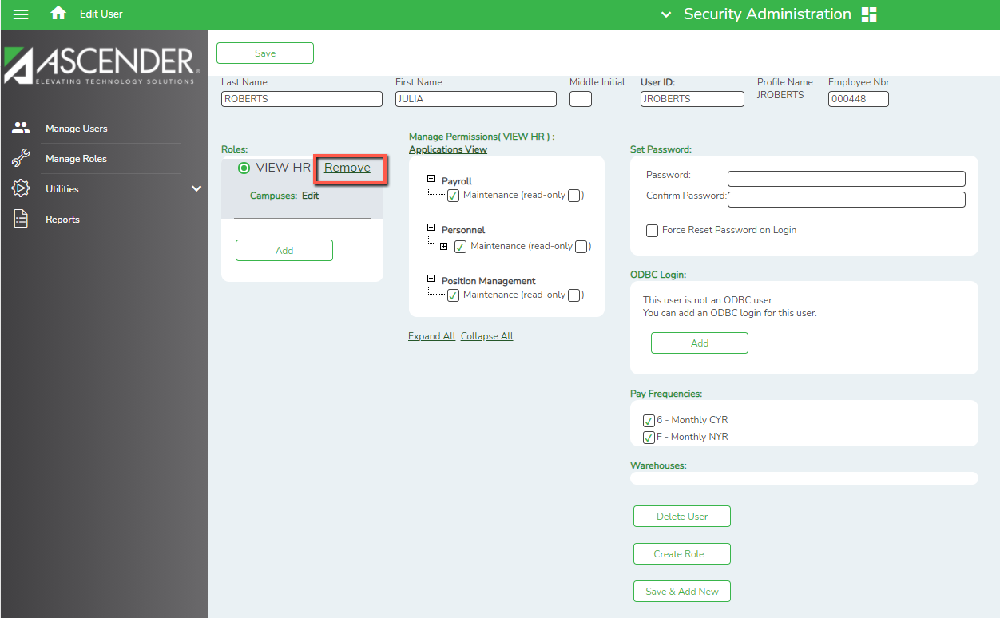 Edit User
Security Administration
ASCENDER
ELEVATING TECHNOLOGY SOLUTIONS
Manage Users
Manage Roles
Utilities
Reports
Save
Last Name: First Name: Middle Initial: User ID: Profile Name: Employee Nbr:
ROBERTS JULIA JROBERTS JROBERTS 000448
Roles:
VIEW HR Remove
Campuses: Edit
Add
Manage Permissions( VIEW HR ) :
Applications View
Payroll
Maintenance (read-only )
Personnel
Maintenance (read-only )
Position Management
Maintenance (read-only )
Expand All Collapse All
Set Password:
Password:
Confirm Password:
Force Reset Password on Login
ODBC Login:
This user is not an ODBC user.
You can add an ODBC login for this user.
Add
Pay Frequencies:
6 - Monthly CYR
F - Monthly NYR
Warehouses:
Delete User
Create Role...
Save & Add New